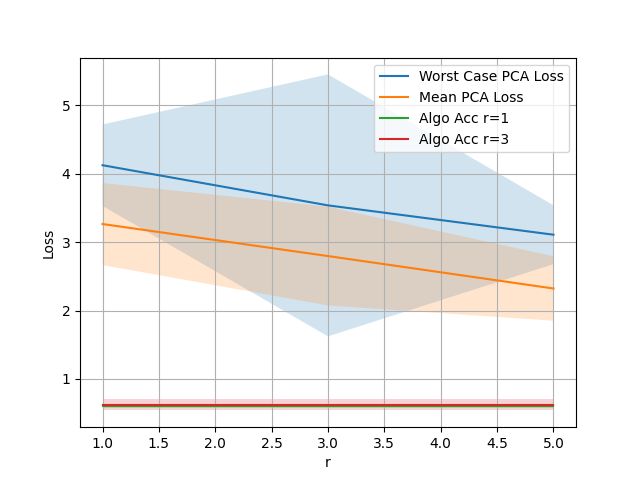 Worst Case PCA Loss
Mean PCA Loss
Algo Acc r=1
Algo Acc r=3
Loss
5
4
3
2
1
1.0 1.5 2.0 2.5 3.0 3.5 4.0 4.5 5.0
r